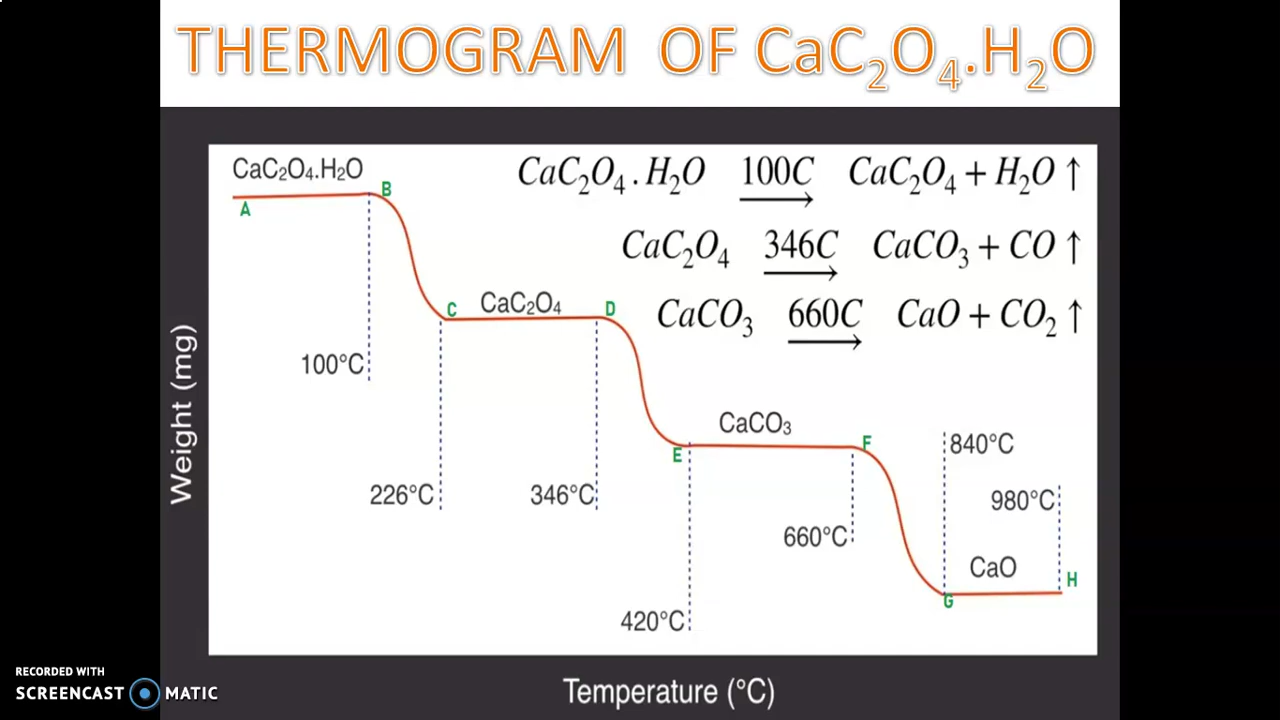 THERMOGRAM OF CaC₂O₄.H₂O
CaC₂O₄.H₂O
A
B
CaC₂O₄.H₂O 100C CaC₂O₄ + H₂O ↑
CaC₂O₄ 346C CaCO₃ + CO ↑
CaCO₃ 660C CaO + CO₂ ↑
C
CaC₂O₄
D
100°C
226°C
346°C
E
CaCO₃
F
420°C
660°C
840°C
980°C
CaO
G
H
Weight (mg)
Temperature (°C)
RECORDED WITH
SCREENCAST MATIC